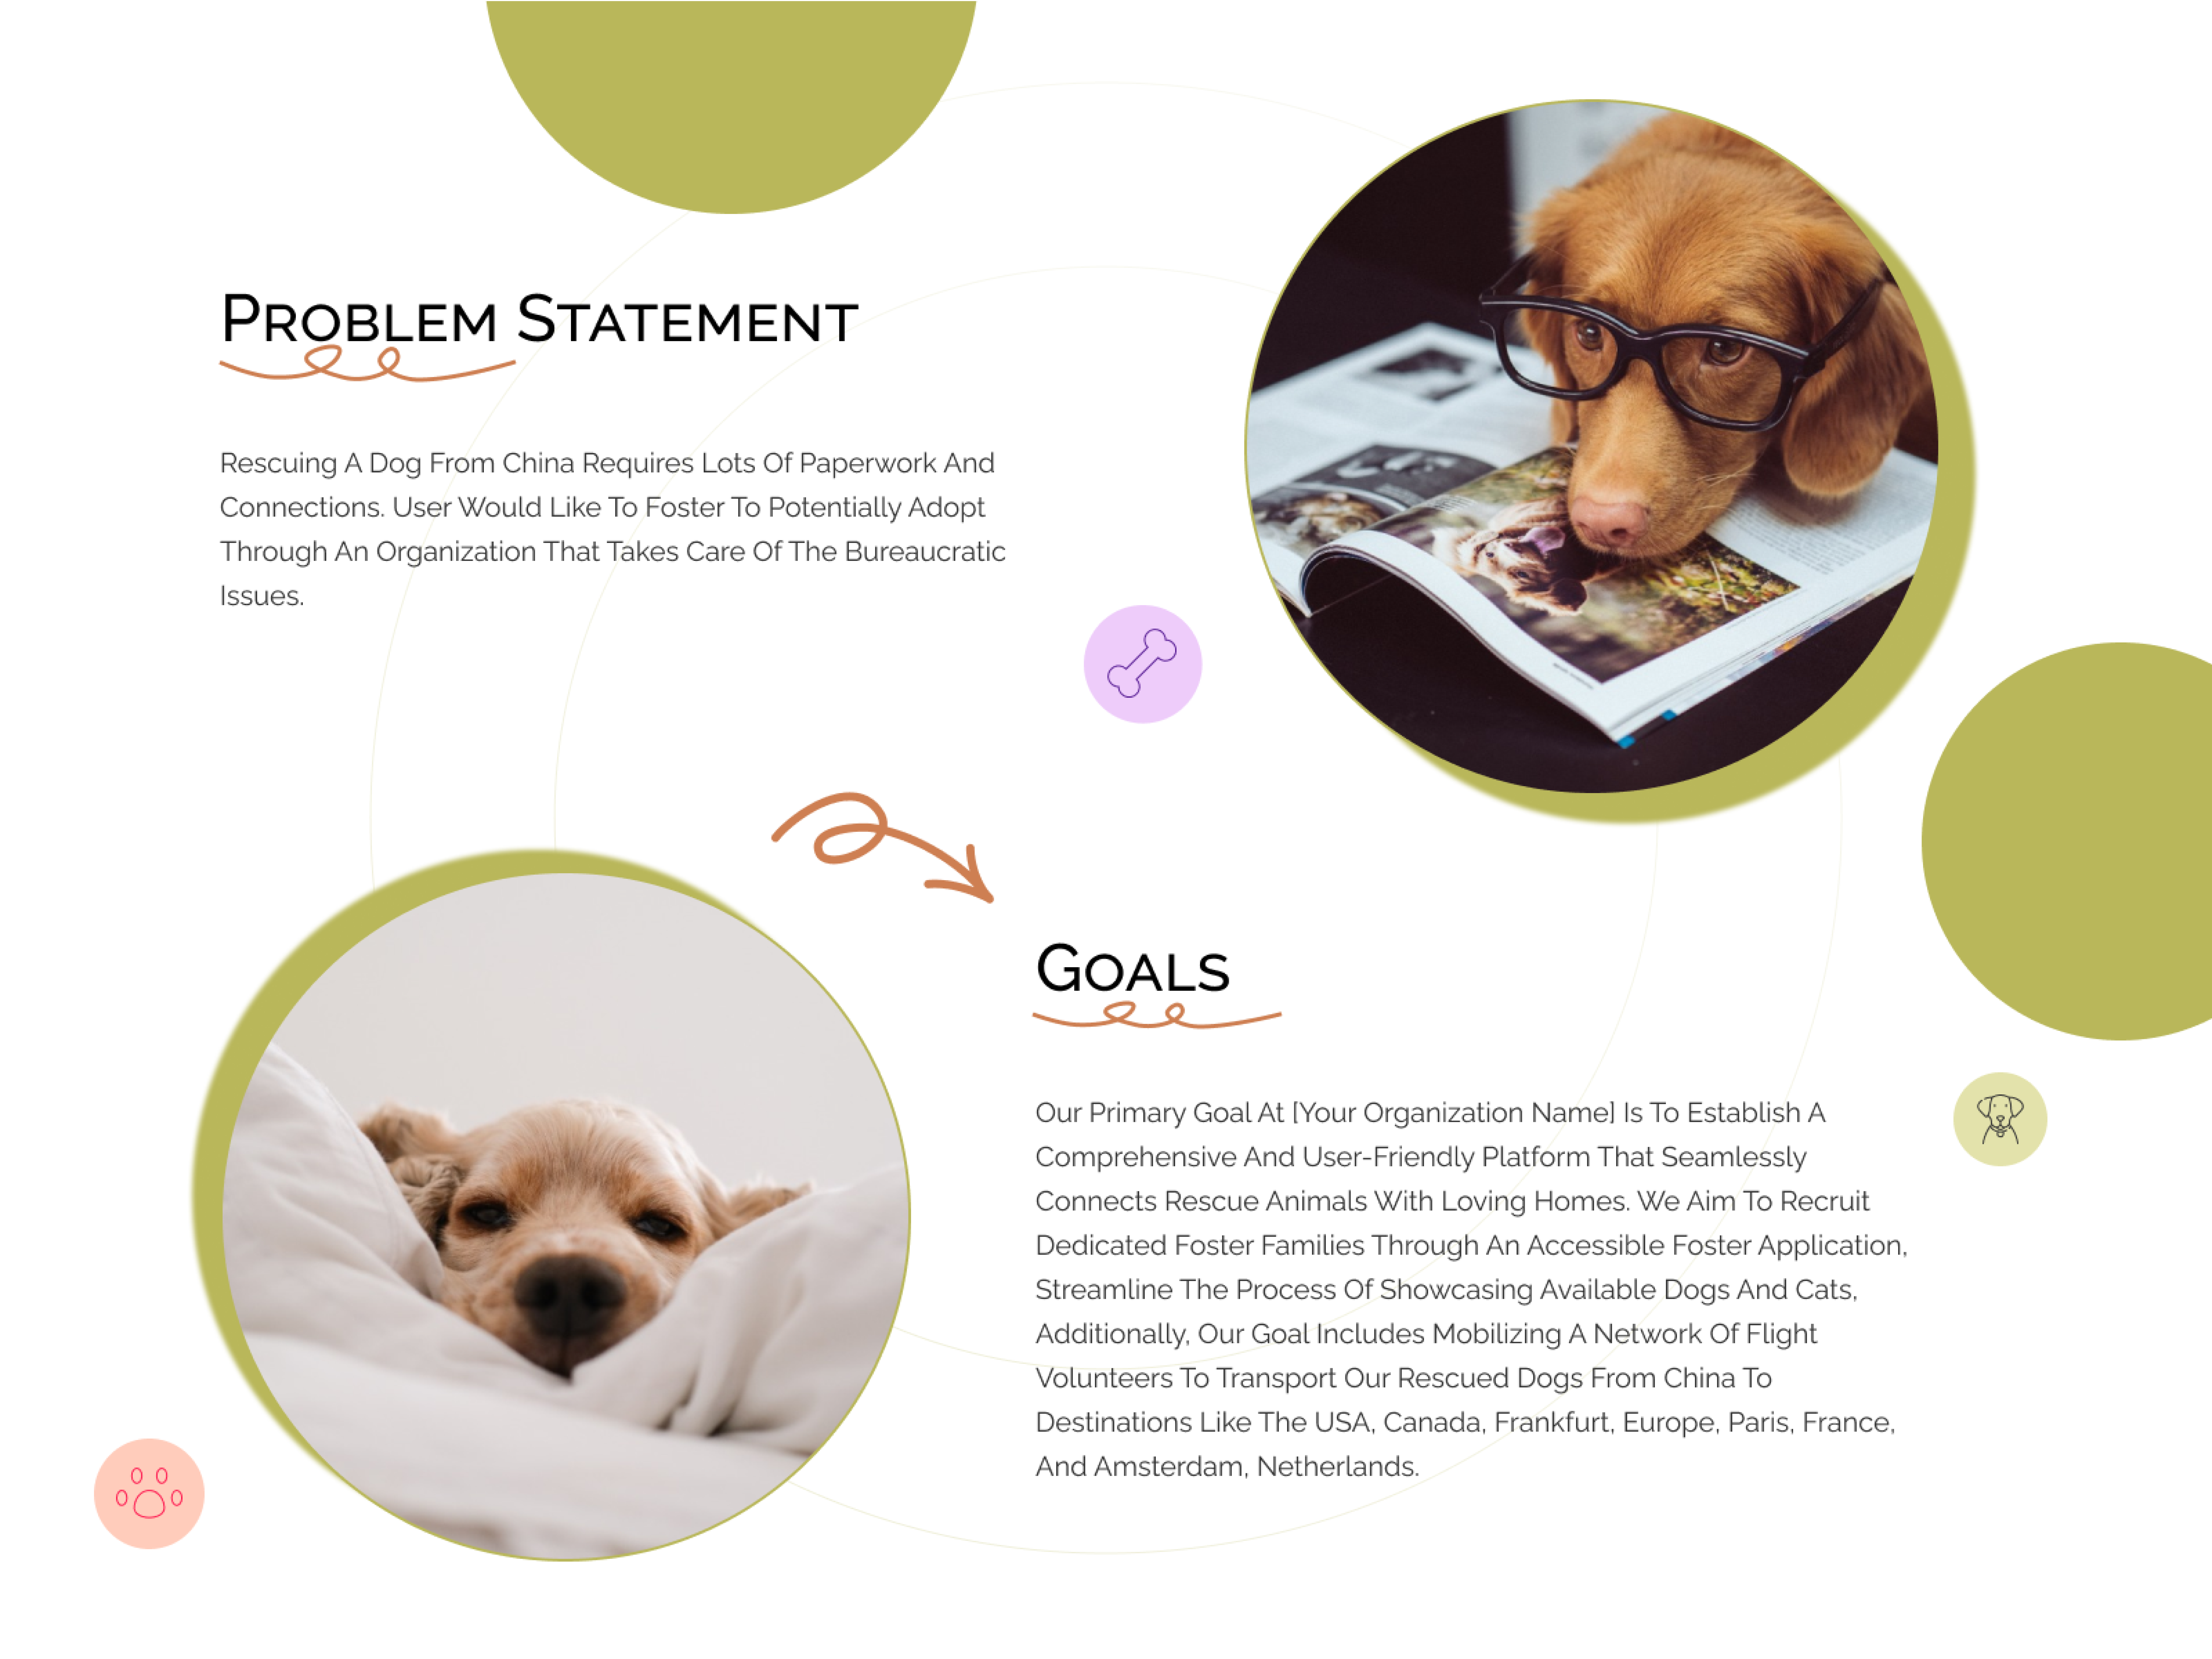 Problem Statement
Rescuing A Dog From China Requires Lots Of Paperwork And
Connections. User Would Like To Foster To Potentially Adopt
Through An Organization That Takes Care Of The Bureaucratic
Issues.
Goals
Our Primary Goal At [Your Organization Name] Is To Establish A
Comprehensive And User-Friendly Platform That Seamlessly
Connects Rescue Animals With Loving Homes. We Aim To Recruit
Dedicated Foster Families Through An Accessible Foster Application,
Streamline The Process Of Showcasing Available Dogs And Cats,
Additionally, Our Goal Includes Mobilizing A Network Of Flight
Volunteers To Transport Our Rescued Dogs From China To
Destinations Like The USA, Canada, Frankfurt, Europe, Paris, France,
And Amsterdam, Netherlands.